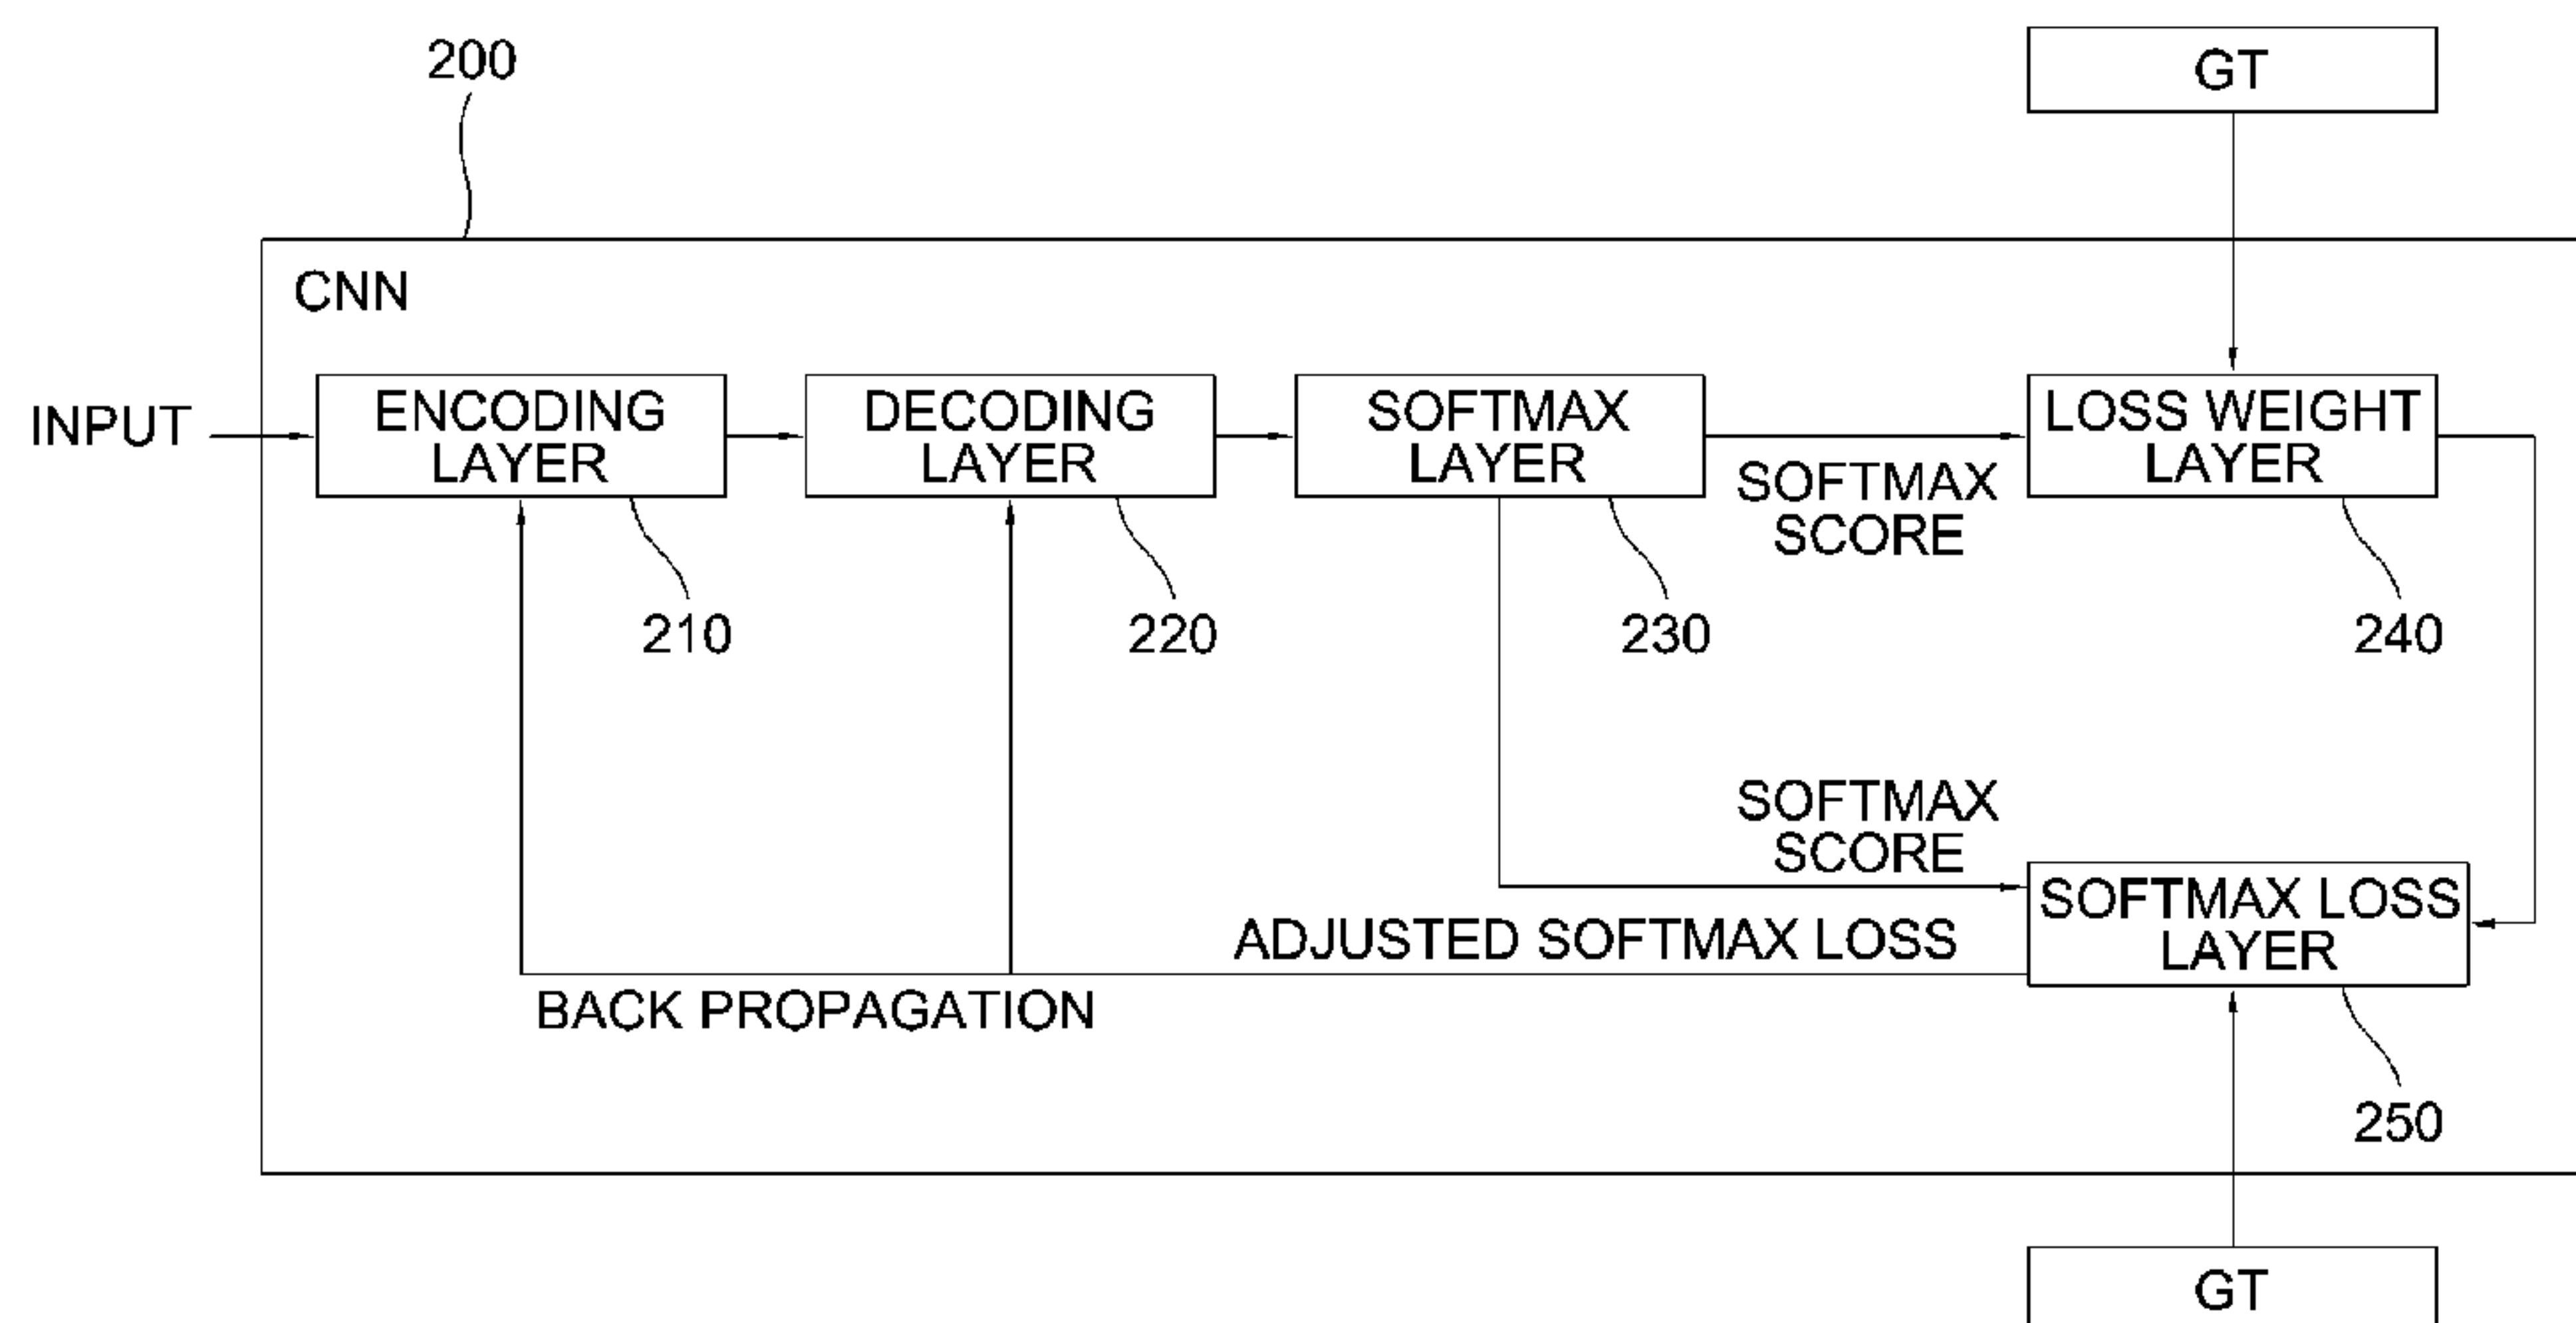 200
GT
CNN
INPUT
ENCODING
LAYER
DECODING
LAYER
SOFTMAX
LAYER
SOFTMAX
SCORE
LOSS WEIGHT
LAYER
210
220
230
240
SOFTMAX
SCORE
SOFTMAX LOSS
LAYER
ADJUSTED SOFTMAX LOSS
BACK PROPAGATION
250
GT